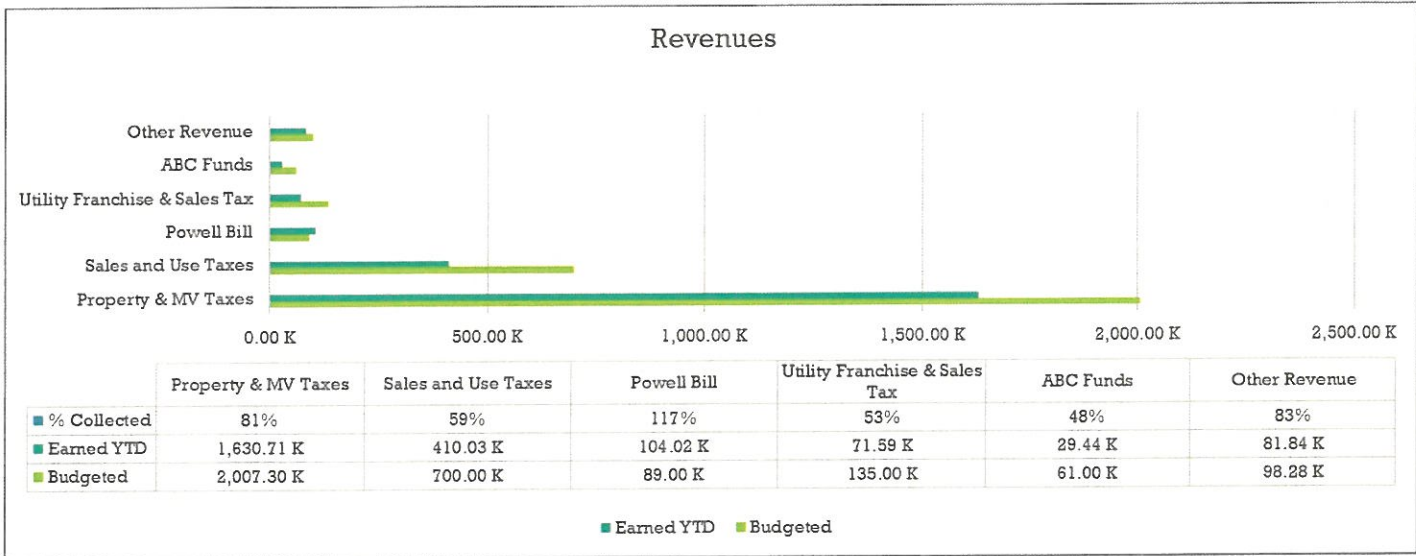 Revenues
Other Revenue
ABC Funds
Utility Franchise & Sales Tax
Powell Bill
Sales and Use Taxes
Property & MV Taxes
0.00 K 500.00 K 1,000.00 K 1,500.00 K 2,000.00 K 2,500.00 K
Property & MV Taxes Sales and Use Taxes Powell Bill Utility Franchise & Sales Tax ABC Funds Other Revenue
% Collected 81% 59% 117% 53% 48% 83%
Earned YTD 1,630.71 K 410.03 K 104.02 K 71.59 K 29.44 K 81.84 K
Budgeted 2,007.30 K 700.00 K 89.00 K 135.00 K 61.00 K 98.28 K
Earned YTD Budgeted